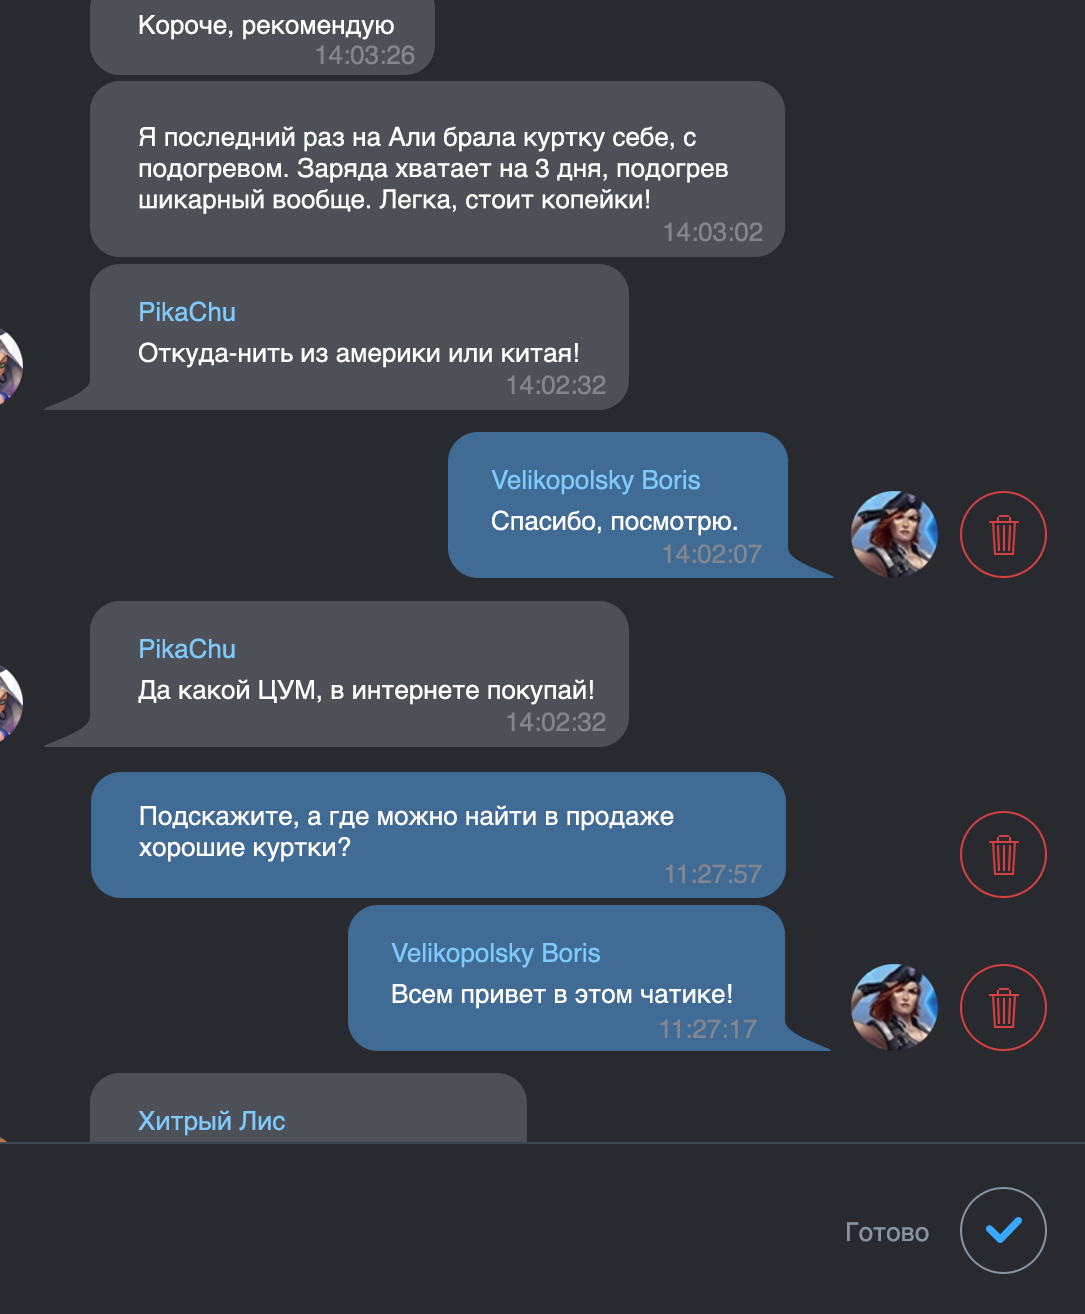 Короче, рекомендую
14:03:26
Я последний раз на Али брала куртку себе, с
подогревом. Заряда хватает на 3 дня, подогрев
шикарный вообще. Легка, стоит копейки!
14:03:02
PikaChu
Откуда-нить из америки или китая!
14:02:32
Velikopolsky Boris
Спасибо, посмотрю.
14:02:07
PikaChu
Да какой ЦУМ, в интернете покупай!
14:02:32
Подскажите, а где можно найти в продаже
хорошие куртки?
11:27:57
Velikopolsky Boris
Всем привет в этом чатике!
11:27:17
Хитрый Лис
Готово